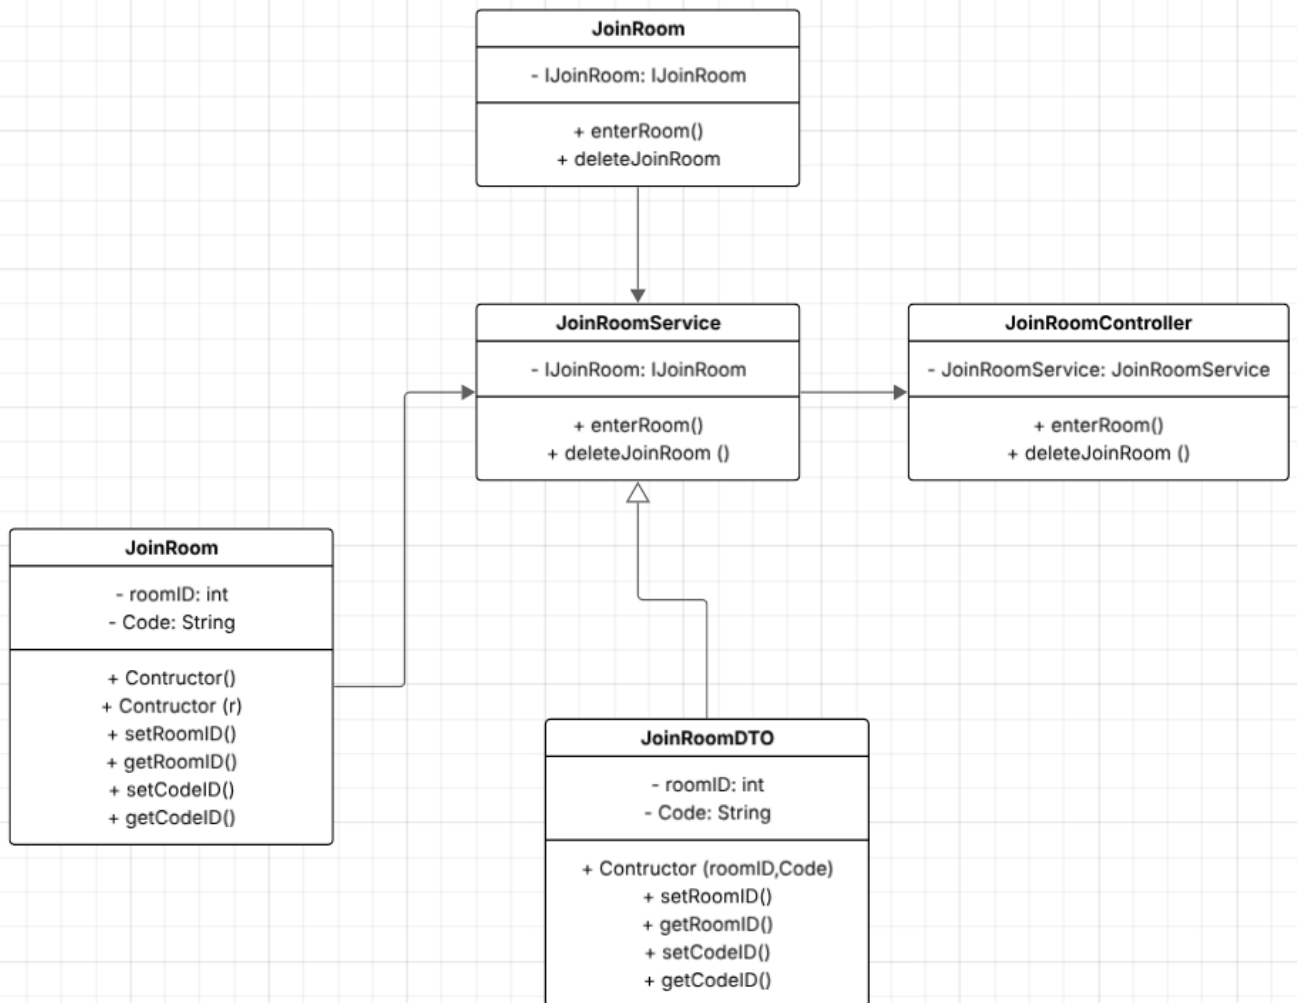 JoinRoom
- IJoinRoom: IJoinRoom
+ enterRoom()
+ deleteJoinRoom
JoinRoomService
- IJoinRoom: IJoinRoom
+ enterRoom()
+ deleteJoinRoom ()
JoinRoomController
- JoinRoomService: JoinRoomService
+ enterRoom()
+ deleteJoinRoom ()
JoinRoom
- roomID: int
- Code: String
+ Contructor()
+ Contructor (r)
+ setRoomID()
+ getRoomID()
+ setCodeID()
+ getCodeID()
JoinRoomDTO
- roomID: int
- Code: String
+ Contructor (roomID,Code)
+ setRoomID()
+ getRoomID()
+ setCodeID()
+ getCodeID()